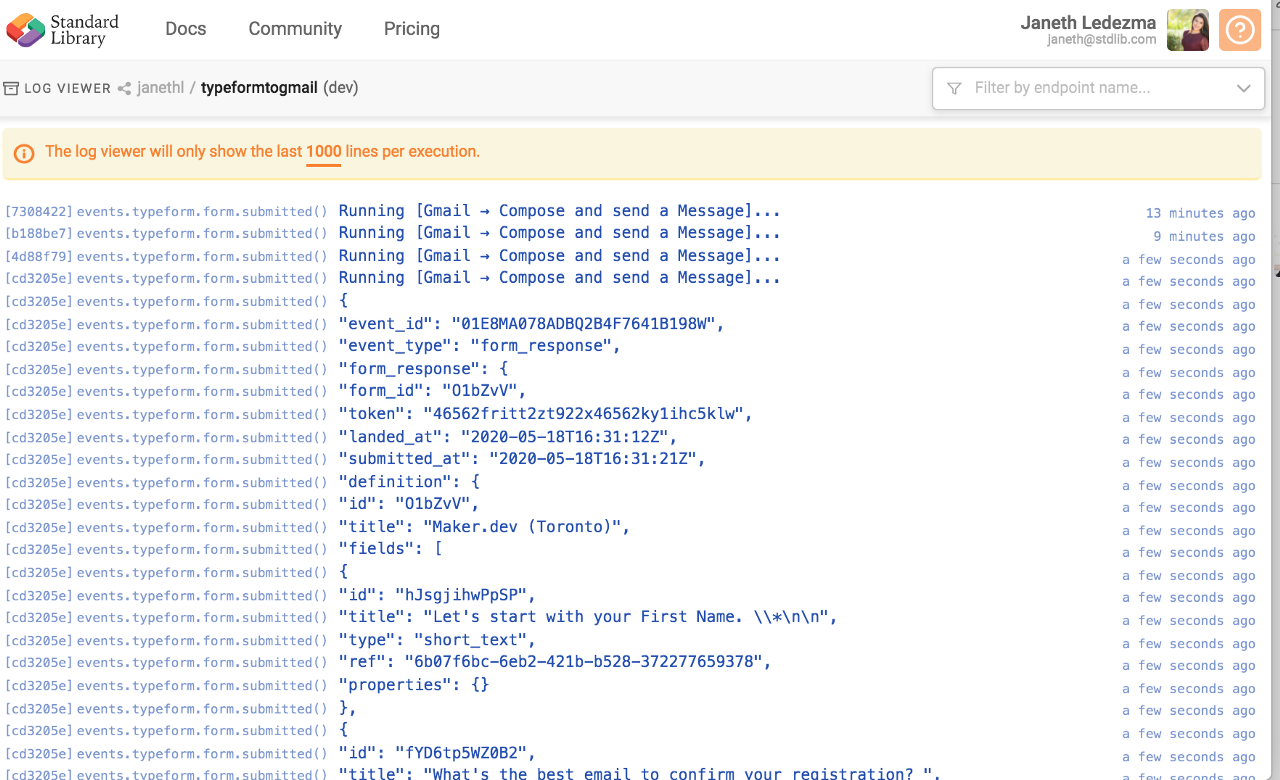 Standard Library
Docs
Community
Pricing
Janeth Ledezma
janeth@stdlib.com
LOG VIEWER janethl / typeformtogmail (dev)
Filter by endpoint name...
The log viewer will only show the last 1000 lines per execution.
[7308422] events.typeform.form.submitted() Running [Gmail → Compose and send a Message]... 13 minutes ago
[b188be7] events.typeform.form.submitted() Running [Gmail → Compose and send a Message]... 9 minutes ago
[4d88f79] events.typeform.form.submitted() Running [Gmail → Compose and send a Message]... a few seconds ago
[cd3205e] events.typeform.form.submitted() Running [Gmail → Compose and send a Message]... a few seconds ago
[cd3205e] events.typeform.form.submitted() { a few seconds ago
[cd3205e] events.typeform.form.submitted() "event_id": "01E8MA078ADBQ2B4F7641B198W", a few seconds ago
[cd3205e] events.typeform.form.submitted() "event_type": "form_response", a few seconds ago
[cd3205e] events.typeform.form.submitted() "form_response": { a few seconds ago
[cd3205e] events.typeform.form.submitted() "form_id": "O1bZvV", a few seconds ago
[cd3205e] events.typeform.form.submitted() "token": "46562fritt2zt922x46562ky1ihc5klw", a few seconds ago
[cd3205e] events.typeform.form.submitted() "landed_at": "2020-05-18T16:31:12Z", a few seconds ago
[cd3205e] events.typeform.form.submitted() "submitted_at": "2020-05-18T16:31:21Z", a few seconds ago
[cd3205e] events.typeform.form.submitted() "definition": { a few seconds ago
[cd3205e] events.typeform.form.submitted() "id": "O1bZvV", a few seconds ago
[cd3205e] events.typeform.form.submitted() "title": "Maker.dev (Toronto)", a few seconds ago
[cd3205e] events.typeform.form.submitted() "fields": [ a few seconds ago
[cd3205e] events.typeform.form.submitted() { a few seconds ago
[cd3205e] events.typeform.form.submitted() "id": "hJsgjihwPpSP", a few seconds ago
[cd3205e] events.typeform.form.submitted() "title": "Let's start with your First Name. \\*\n\n", a few seconds ago
[cd3205e] events.typeform.form.submitted() "type": "short_text", a few seconds ago
[cd3205e] events.typeform.form.submitted() "ref": "6b07f6bc-6eb2-421b-b528-372277659378", a few seconds ago
[cd3205e] events.typeform.form.submitted() "properties": {} a few seconds ago
[cd3205e] events.typeform.form.submitted() }, a few seconds ago
[cd3205e] events.typeform.form.submitted() { a few seconds ago
[cd3205e] events.typeform.form.submitted() "id": "fYD6tp5WZ0B2", a few seconds ago
[cd3205e] events.typeform.form.submitted() "title": "What's the best email to confirm your registration? ", a few seconds ago